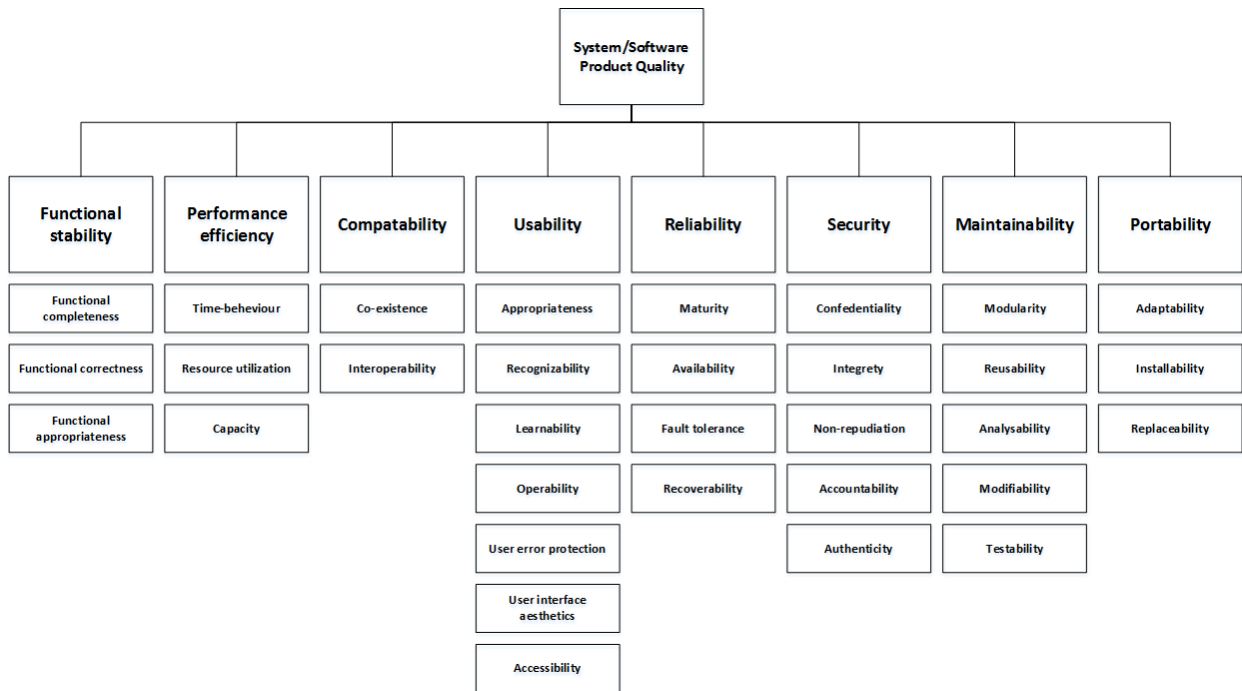 System/Software
Product Quality
Functional
stability
Performance
efficiency
Compatability
Usability
Reliability
Security
Maintainability
Portability
Functional
completeness
Time-beheviour
Co-existence
Appropriateness
Maturity
Confedentiality
Modularity
Adaptability
Functional correctness
Resource utilization
Interoperability
Recognizability
Availability
Integrety
Reusability
Installability
Functional
appropriateness
Capacity
Learnability
Fault tolerance
Non-repudiation
Analysability
Replaceability
Operability
Recoverability
Accountability
Modifiability
User error protection
Authenticity
Testability
User interface
aesthetics
Accessibility